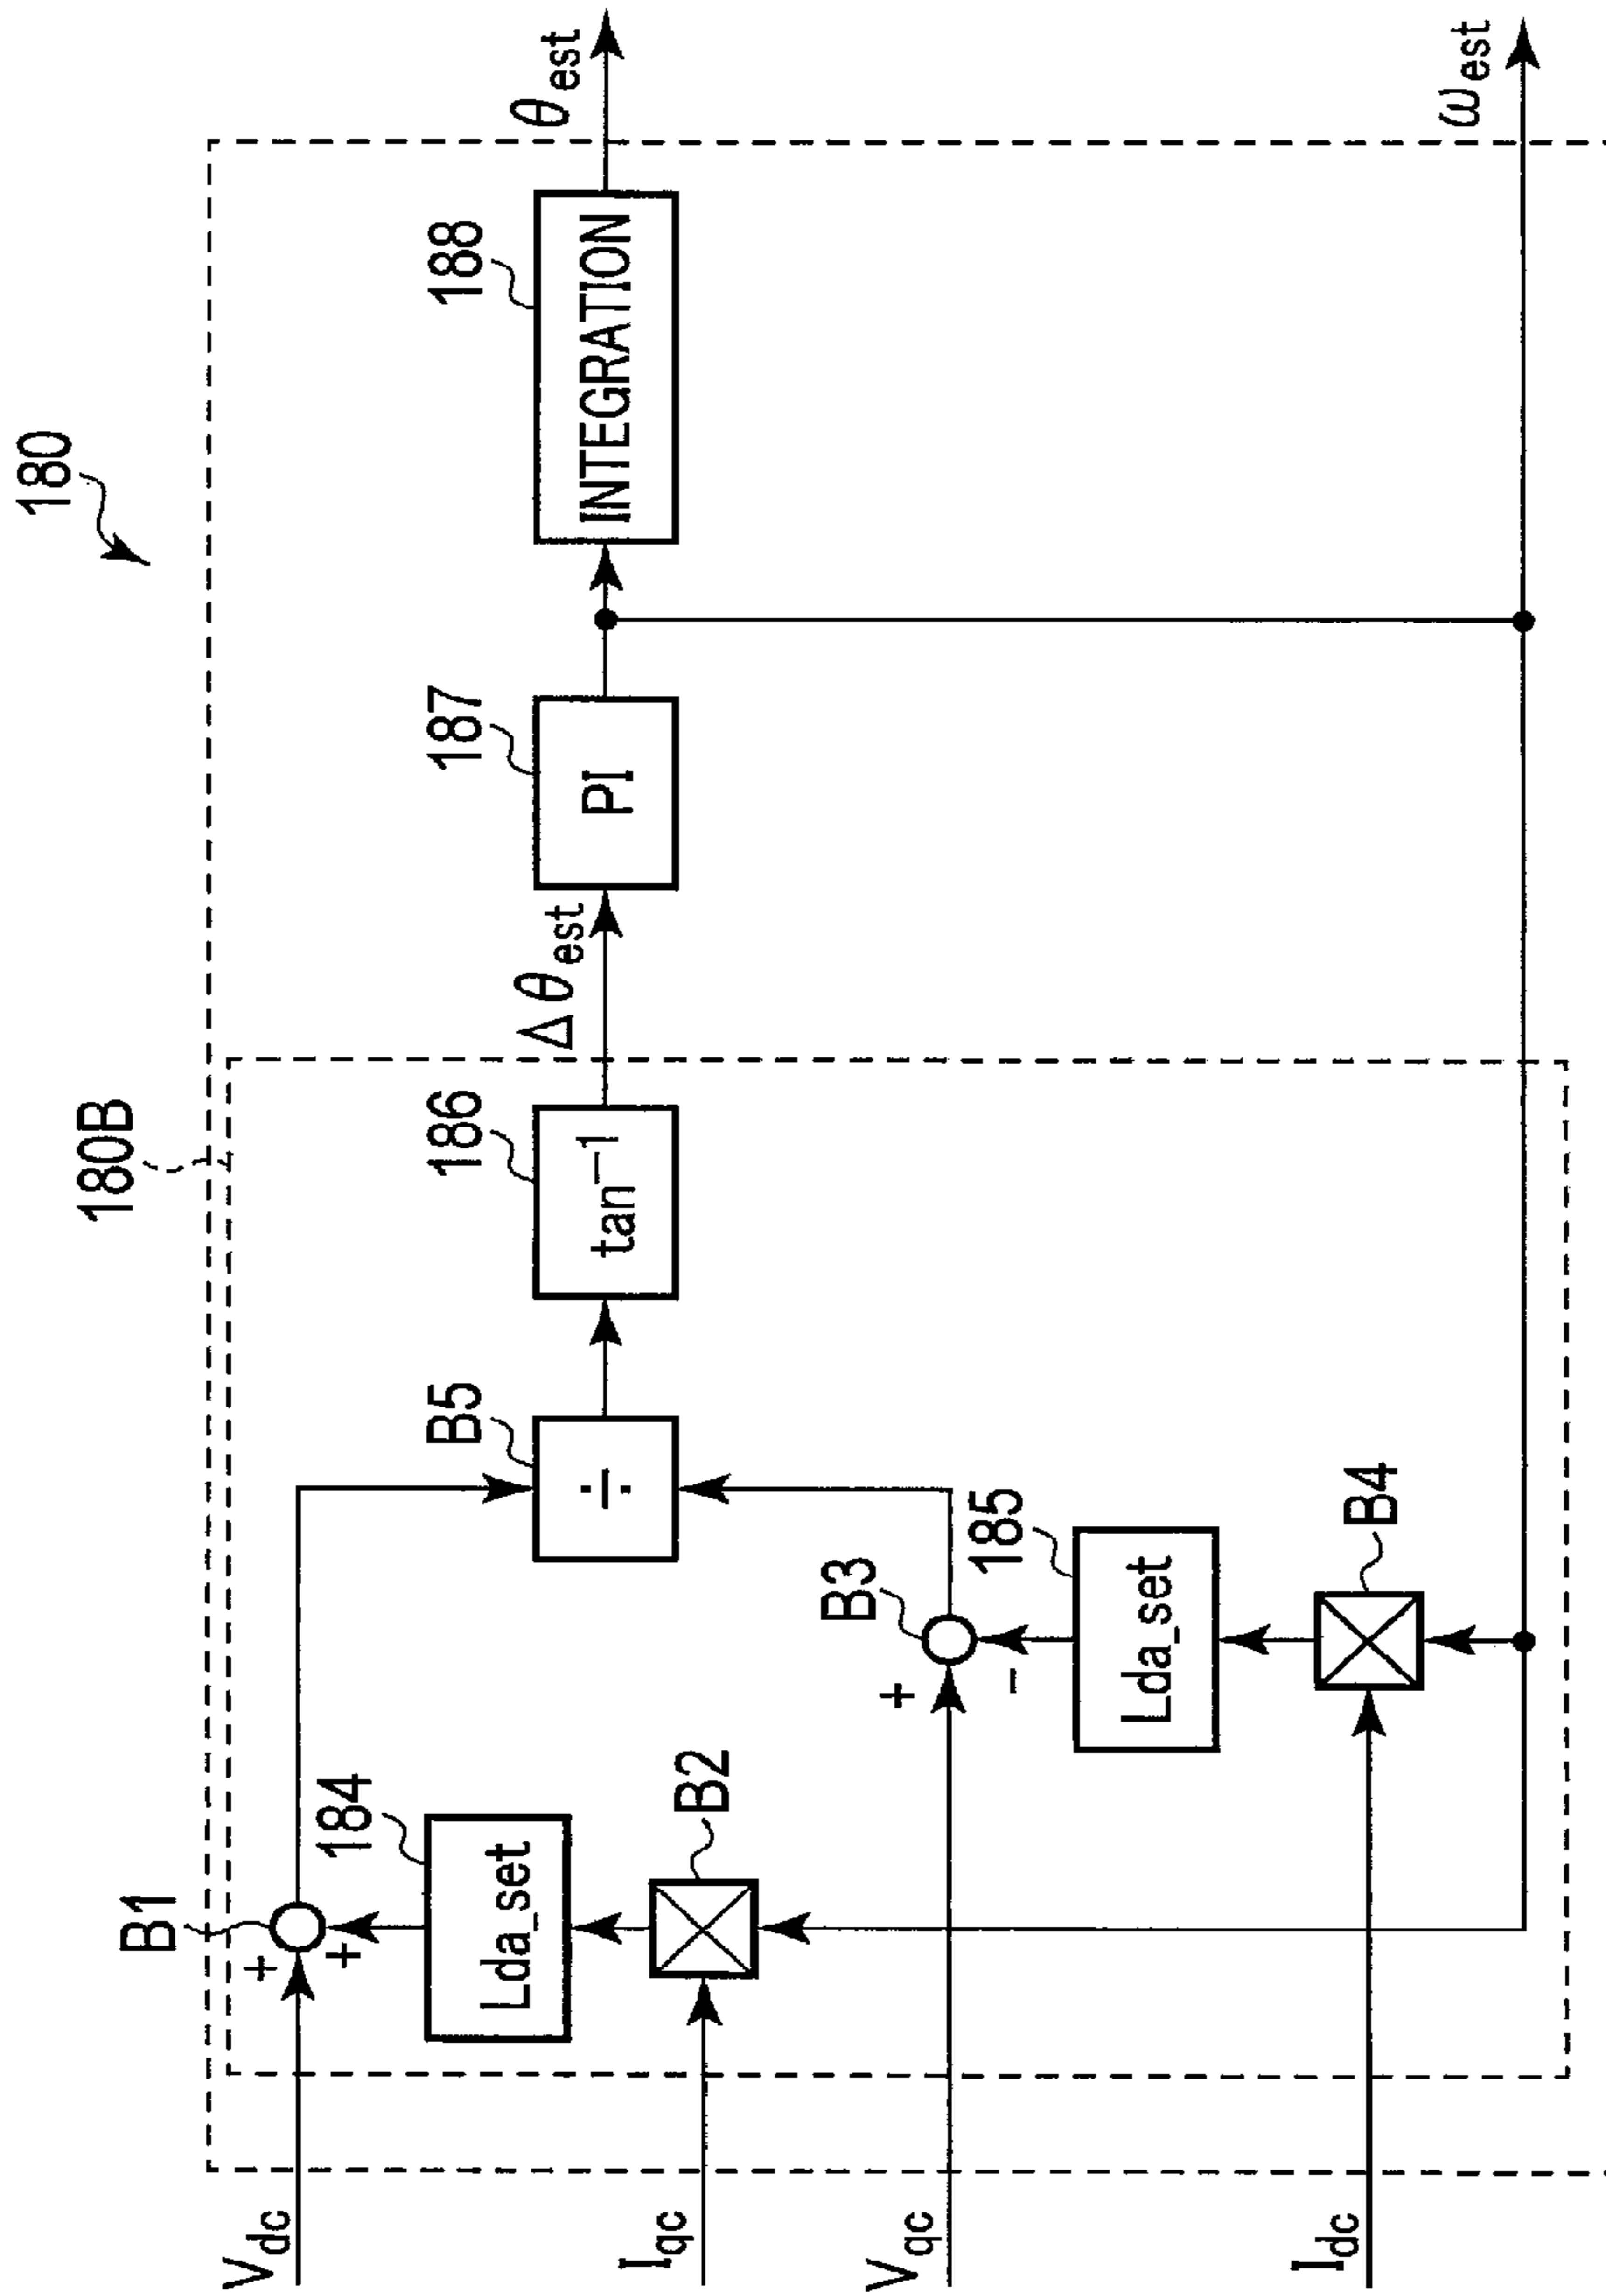 180
180B
B1
184
V dc
+
+
Lda_set
B5
÷
186
tan⁻¹
Δθest
187
PI
188
INTEGRATION
θest
B2
Iqc
B3
Vqc
+
−
185
Lda_set
B4
Idc
ωest